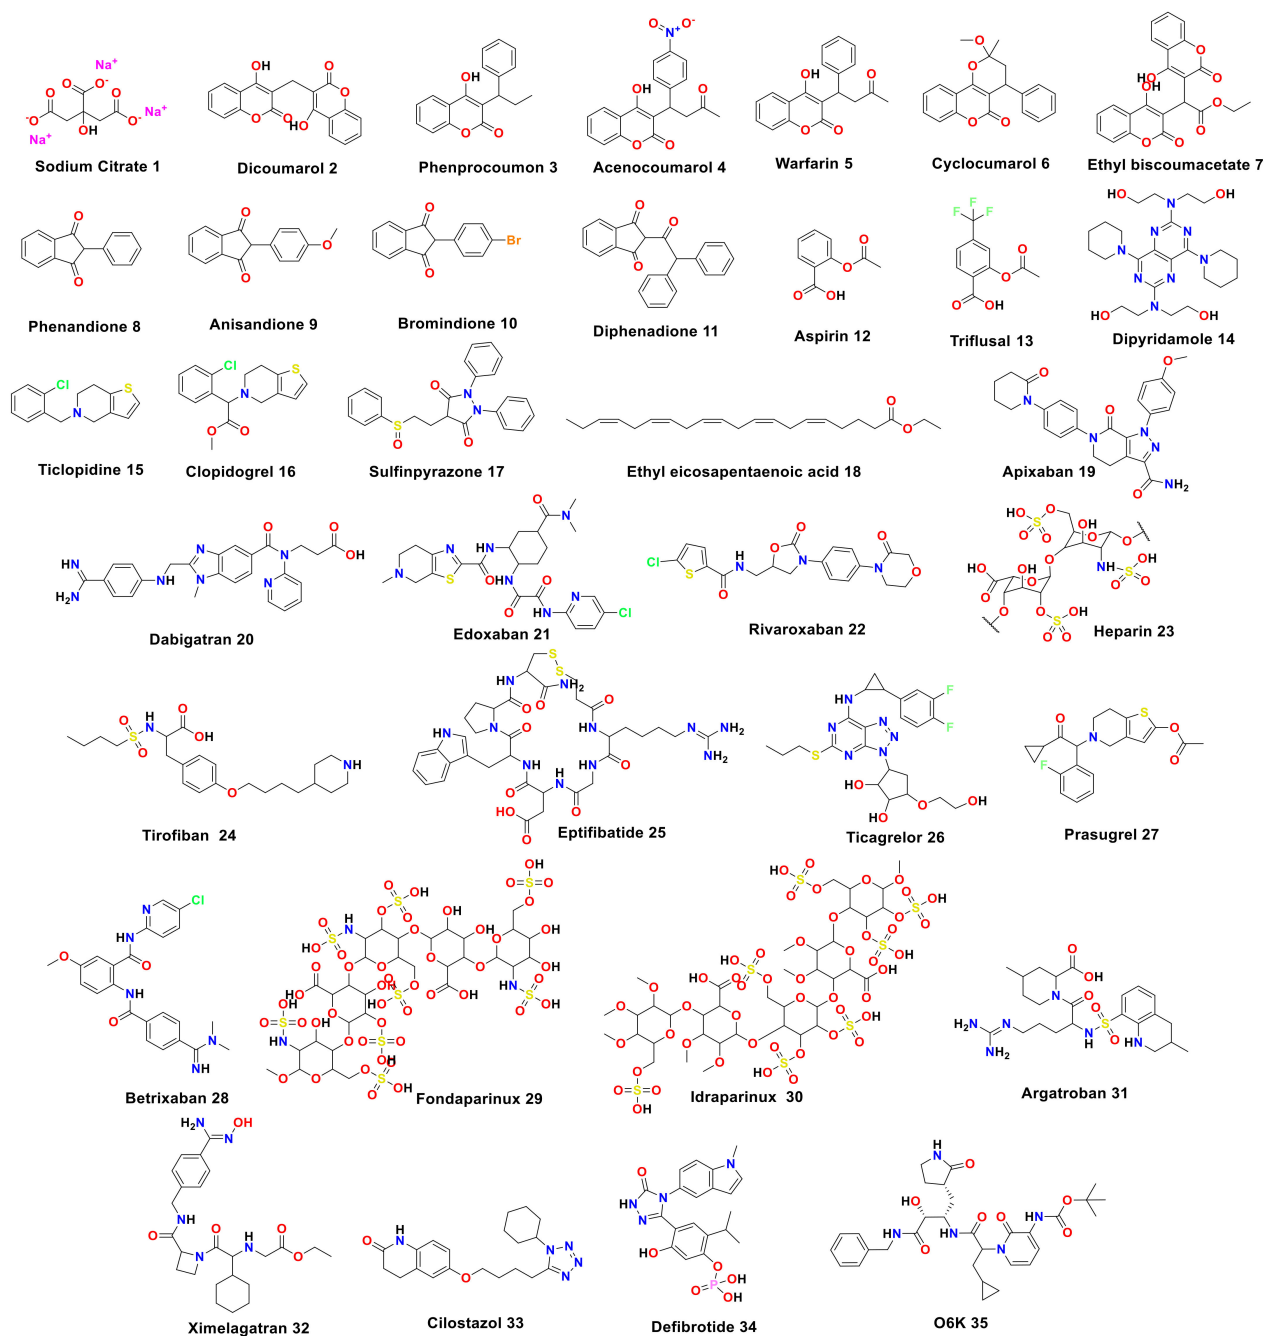 Sodium Citrate 1
Dicoumarol 2
Phenprocoumon 3
Acenocoumarol 4
Warfarin 5
Cyclocumarol 6
Ethyl biscoumacetate 7
Phenandione 8
Anisandione 9
Bromindione 10
Diphenadione 11
Aspirin 12
Triflusal 13
Dipyridamole 14
Ticlopidine 15
Clopidogrel 16
Sulfinpyrazone 17
Ethyl eicosapentaenoic acid 18
Apixaban 19
Dabigatran 20
Edoxaban 21
Rivaroxaban 22
Heparin 23
Tirofiban 24
Eptifibatide 25
Ticagrelor 26
Prasugrel 27
Betrixaban 28
Fondaparinux 29
Idraparinux 30
Argatroban 31
Ximelagatran 32
Cilostazol 33
Defibrotide 34
O6K 35